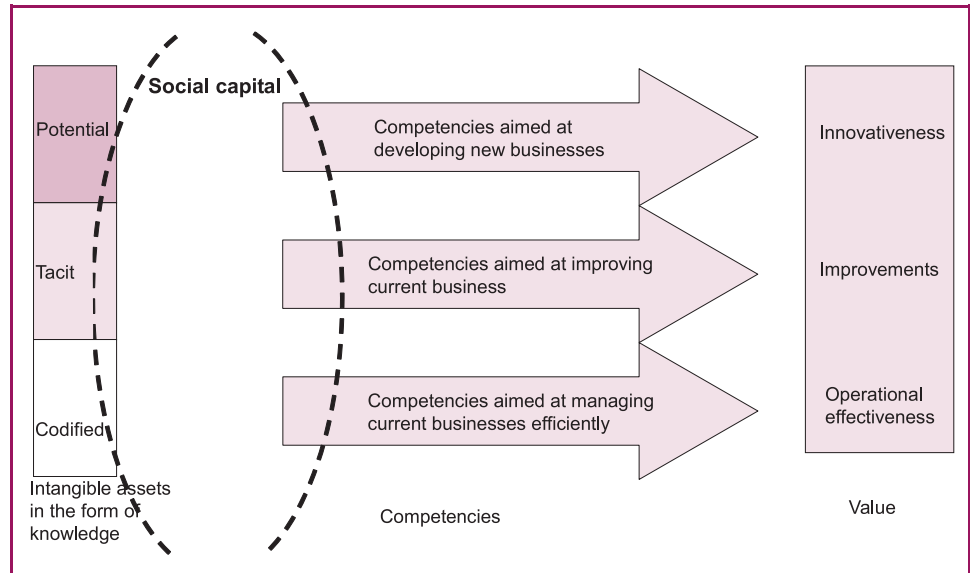 Social capital
Potential
Competencies aimed at
developing new businesses
Innovativeness
Tacit
Competencies aimed at improving
current business
Improvements
Codified
Competencies aimed at managing
current businesses efficiently
Operational
effectiveness
Intangible assets
in the form of
knowledge
Competencies
Value